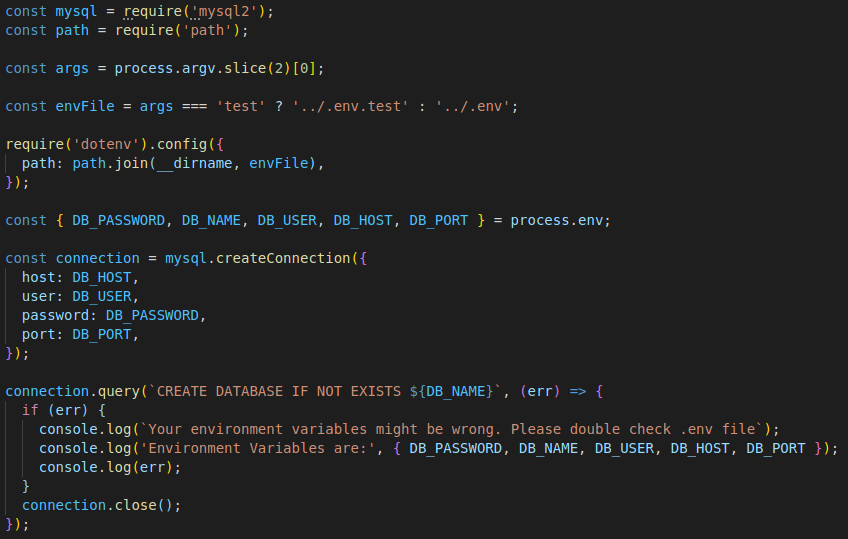 const mysql = require('mysql2');
const path = require('path');

const args = process.argv.slice(2)[0];

const envFile = args === 'test' ? '../.env.test' : '../.env';

require('dotenv').config({
  path: path.join(__dirname, envFile),
});

const { DB_PASSWORD, DB_NAME, DB_USER, DB_HOST, DB_PORT } = process.env;

const connection = mysql.createConnection({
  host: DB_HOST,
  user: DB_USER,
  password: DB_PASSWORD,
  port: DB_PORT,
});

connection.query(`CREATE DATABASE IF NOT EXISTS ${DB_NAME}`, (err) => {
  if (err) {
    console.log(`Your environment variables might be wrong. Please double check .env file`);
    console.log('Environment Variables are:', { DB_PASSWORD, DB_NAME, DB_USER, DB_HOST, DB_PORT });
    console.log(err);
  }
  connection.close();
});